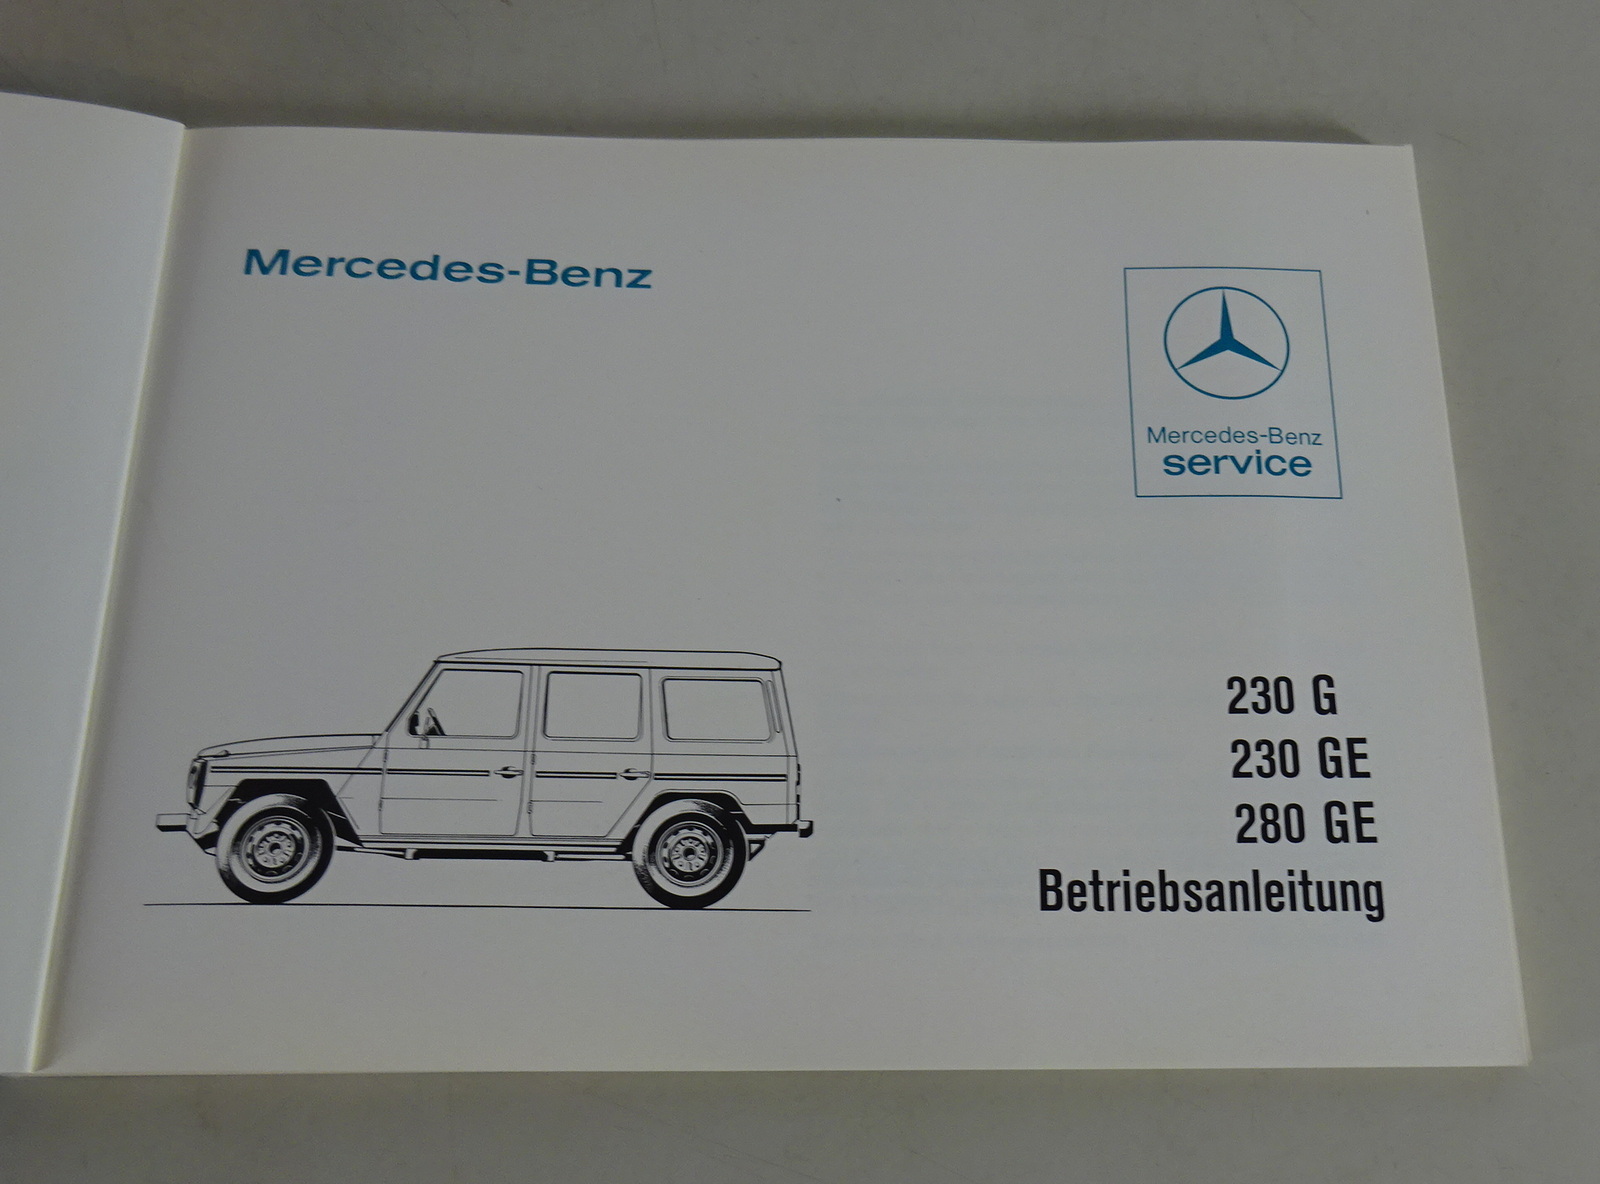 Mercedes-Benz
Mercedes-Benz
service
230 G
230 GE
280 GE
Betriebsanleitung